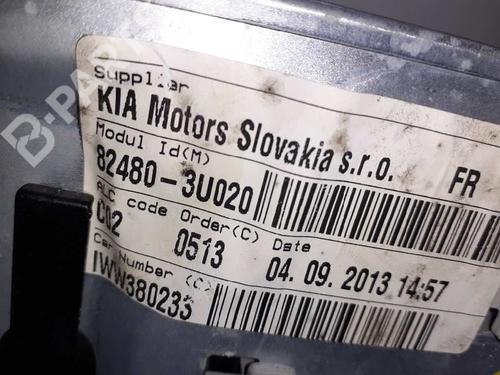 Supplier
KIA Motors Slovakia s.r.o.
FR
Modul Id(M)
82480-3U020
ALC code Order(C) Date
C02 0513 04. 09. 2013 14:57
Car Number (C)
IWW380233
B-PARTS